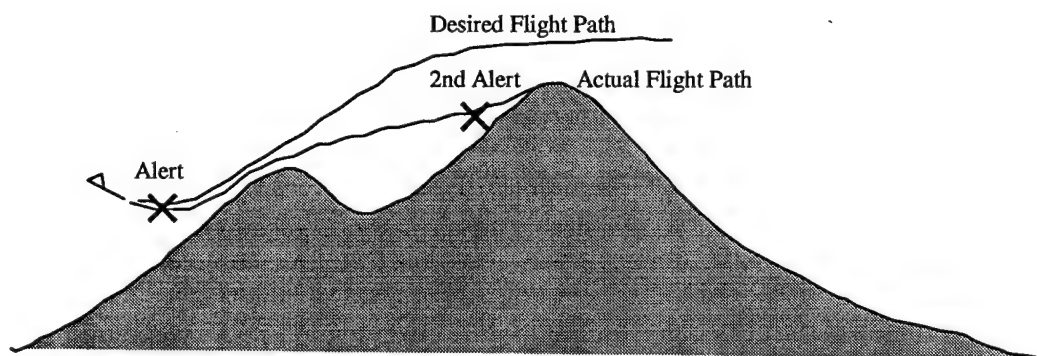 Desired Flight Path
2nd Alert
Actual Flight Path
Alert